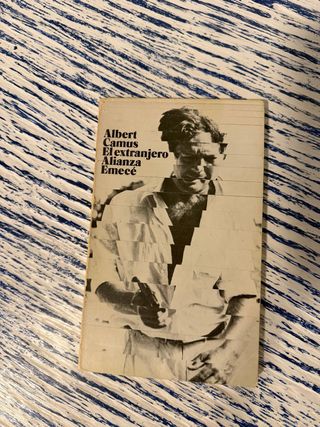 Albert
Camus
El extranjero
Alianza
Emecé